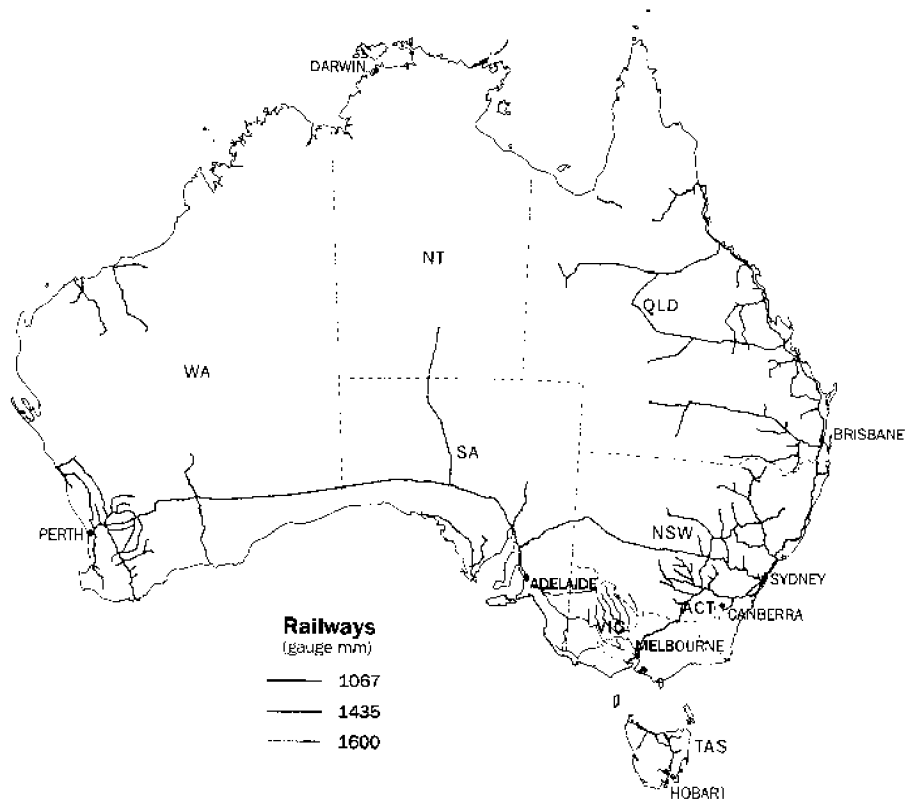 DARWIN
NT
QLD
WA
SA
BRISBANE
PERTH
NSW
ADELAIDE
SYDNEY
ACT
CANBERRA
VIC
MELBOURNE
Railways
(gauge mm)
1067
1435
1600
TAS
HOBART